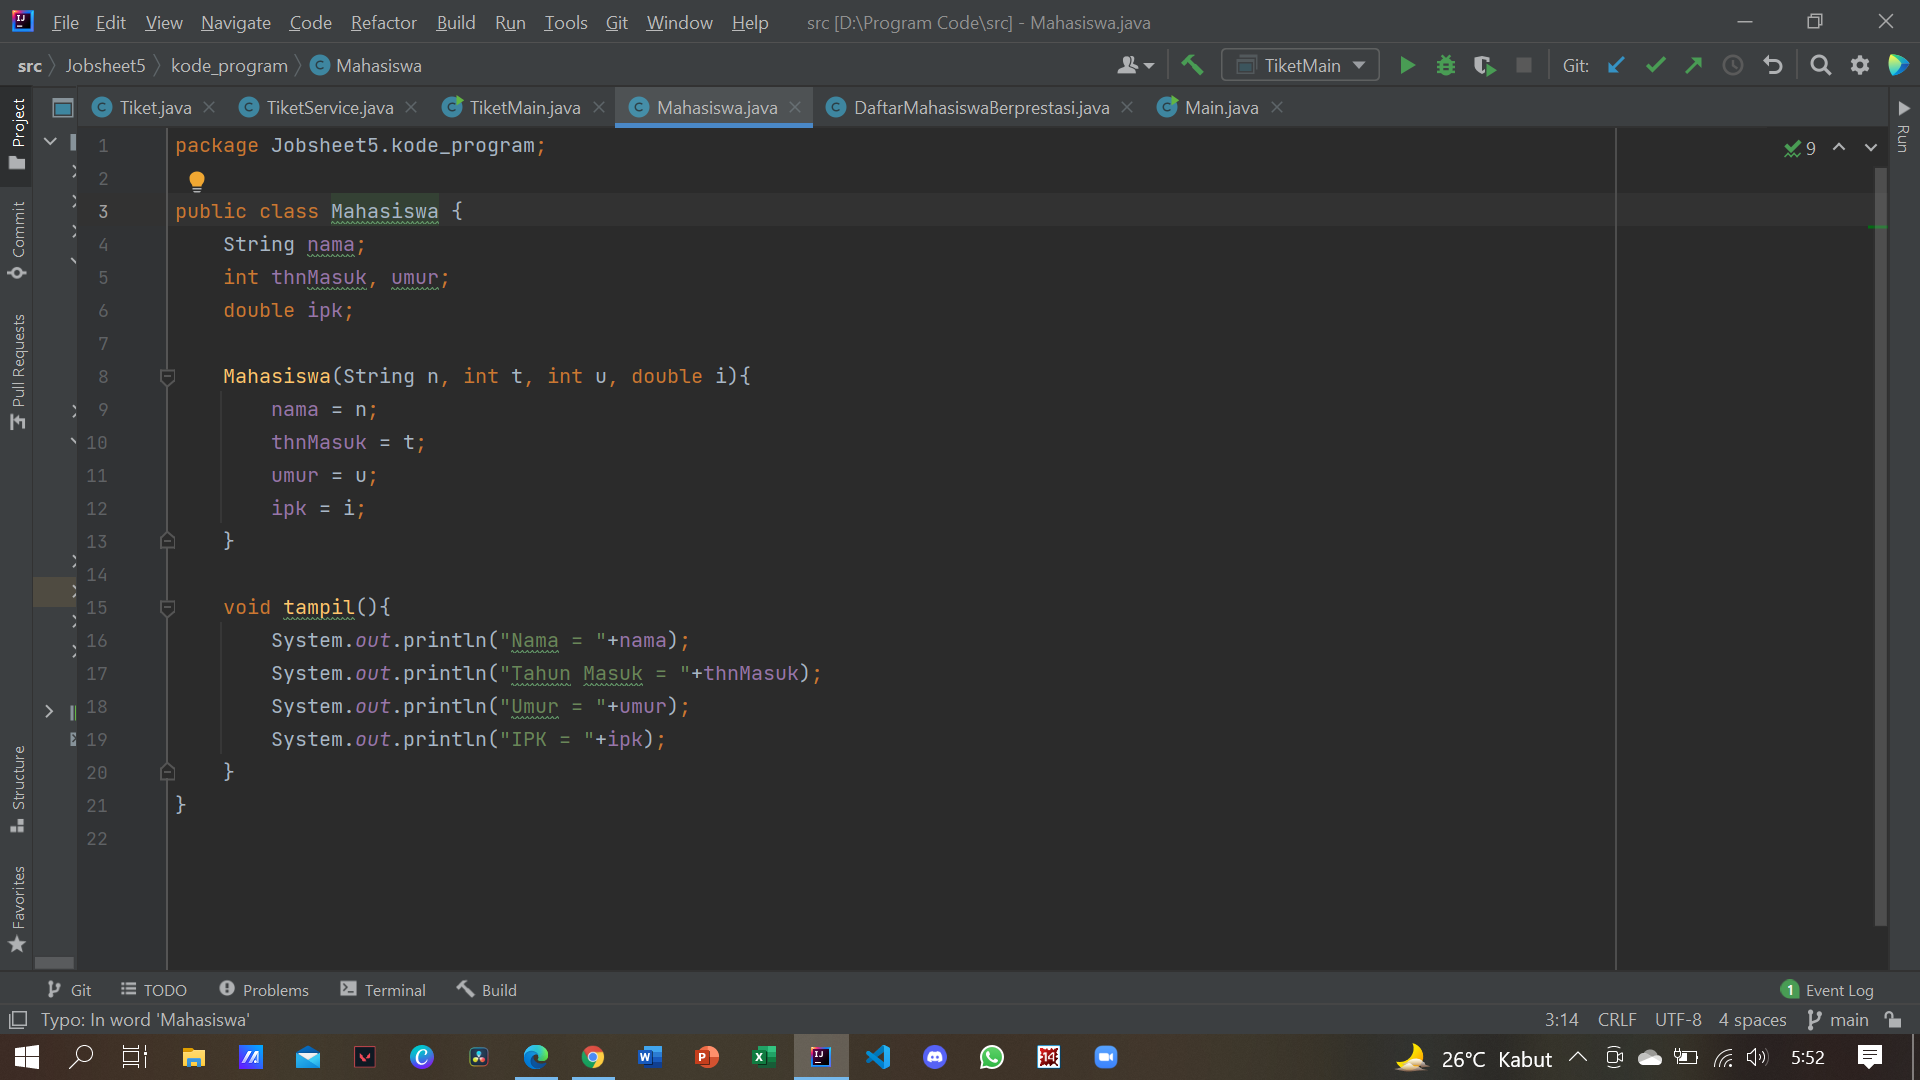 File Edit View Navigate Code Refactor Build Run Tools Git Window Help src [D:\Program Code\src] - Mahasiswa.java
src Jobsheet5 kode_program Mahasiswa TiketMain Git:
Tiket.java TiketService.java TiketMain.java Mahasiswa.java DaftarMahasiswaBerprestasi.java Main.java
Project
Commit
Pull Requests
Structure
Favorites
Run
9
1 package Jobsheet5.kode_program;
2
3 public class Mahasiswa {
4 String nama;
5 int thnMasuk, umur;
6 double ipk;
7
8 Mahasiswa(String n, int t, int u, double i){
9 nama = n;
10 thnMasuk = t;
11 umur = u;
12 ipk = i;
13 }
14
15 void tampil(){
16 System.out.println("Nama = "+nama);
17 System.out.println("Tahun Masuk = "+thnMasuk);
18 System.out.println("Umur = "+umur);
19 System.out.println("IPK = "+ipk);
20 }
21 }
22
Git TODO Problems Terminal Build 1 Event Log
Typo: In word 'Mahasiswa' 3:14 CRLF UTF-8 4 spaces main
26°C Kabut 5:52